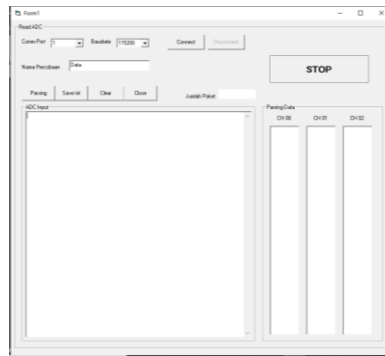 Form1
Read ADC
Comm Port 1 Baudrate 115200 Connect Disconnect
Nama Percobaan Data
STOP
Parsing Save txt Clear Close Jumlah Paket
ADC Input Parsing Data
CH 00 CH 01 CH 02